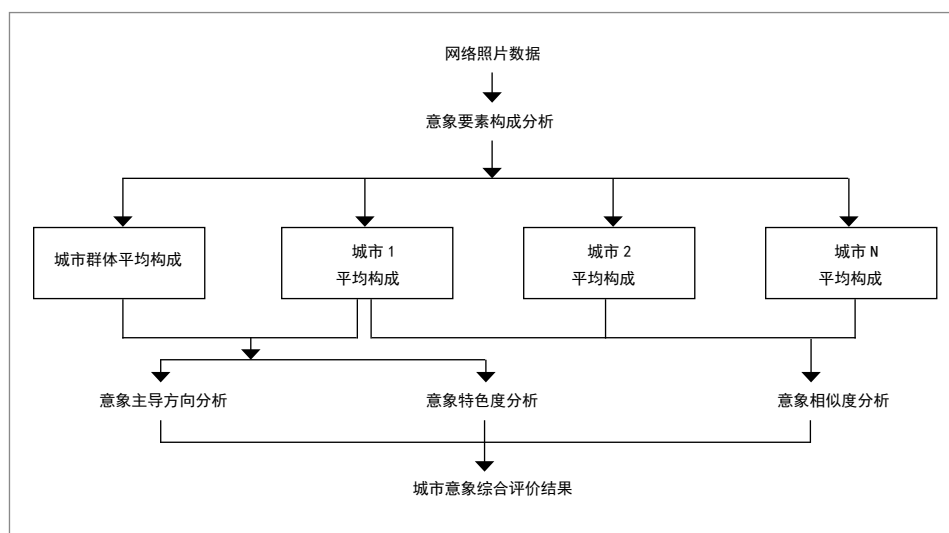 网络照片数据
意象要素构成分析
城市群体平均构成
城市 1
平均构成
城市 2
平均构成
城市 N
平均构成
意象主导方向分析
意象特色度分析
意象相似度分析
城市意象综合评价结果